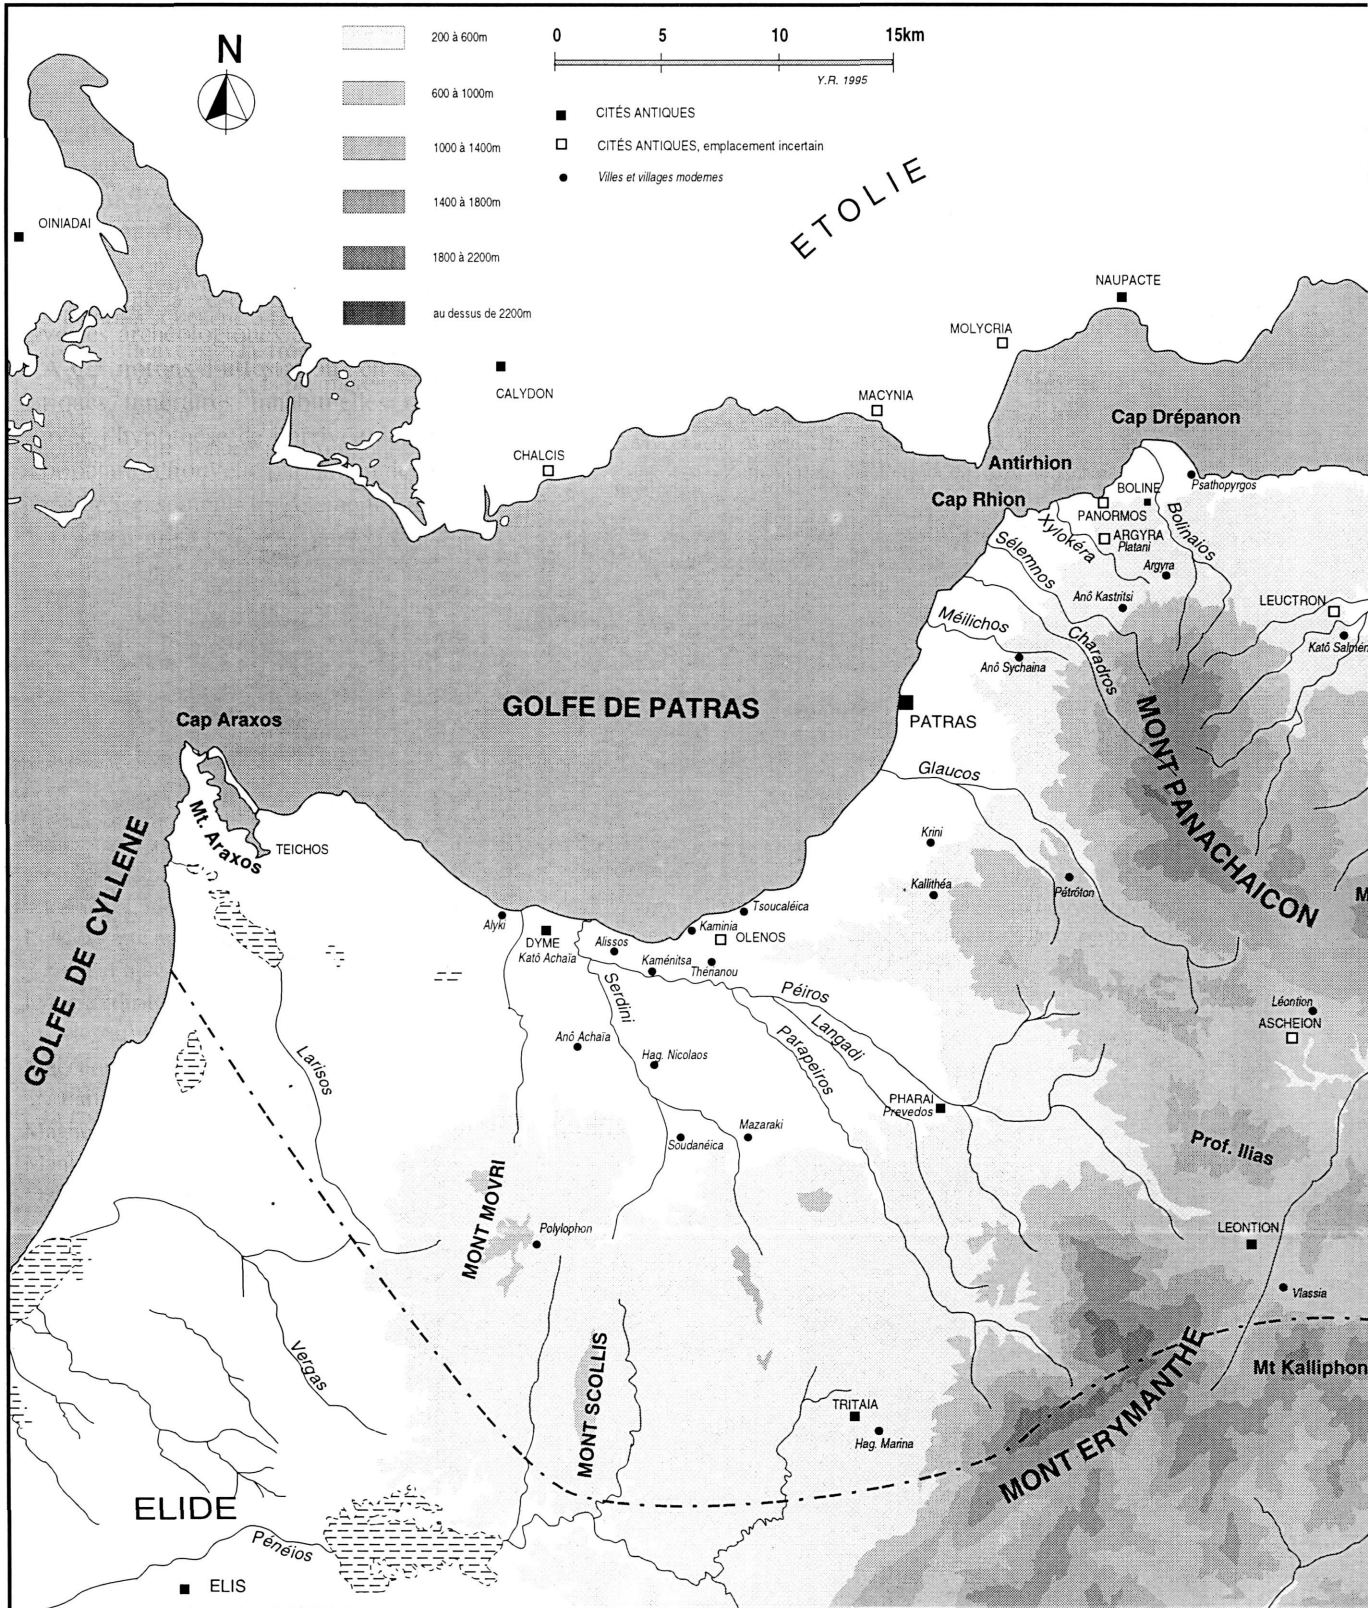 N
200 à 600m
600 à 1000m
1000 à 1400m
1400 à 1800m
1800 à 2200m
au dessus de 2200m
0 5 10 15km
Y.R. 1995
CITÉS ANTIQUES
CITÉS ANTIQUES, emplacement incertain
Villes et villages modernes
ETOLIE
OINIADAI
NAUPACTE
MOLYCRIA
CALYDON
MACYNIA
CHALCIS
Cap Drépanon
Antirhion
Cap Rhion
BOLINE
Psathopyrgos
PANORMOS
Bolinaios
Xylokéra
ARGYRA
Platani
Sélemnos
Argyra
Anô Kastritsi
LEUCTRON
Katô Salmén
Méilichos
Charadros
Anô Sychaina
GOLFE DE PATRAS
PATRAS
MONT PANACHAICON
Cap Araxos
Glaucos
Mt. Araxos
TEICHOS
GOLFE DE CYLLENE
Krini
Kallithéa
Pétrôton
M
Alyki
DYME
Katô Achaïa
Tsoucaléica
Kaminia
OLENOS
Alissos
Kaménitsa
Thénanou
Serdini
Péiros
Langadi
Parapeiros
Léontion
ASCHEION
Larisos
Anô Achaïa
Hag. Nicolaos
PHARAI
Prevedos
Soudanéica
Mazaraki
Prof. Ilias
MONT MOVRI
Polylophon
LEONTION
Vlassia
Vergas
MONT SCOLLIS
Mt Kalliphon
TRITAIA
Hag. Marina
MONT ERYMANTHE
ELIDE
Pénéios
ELIS